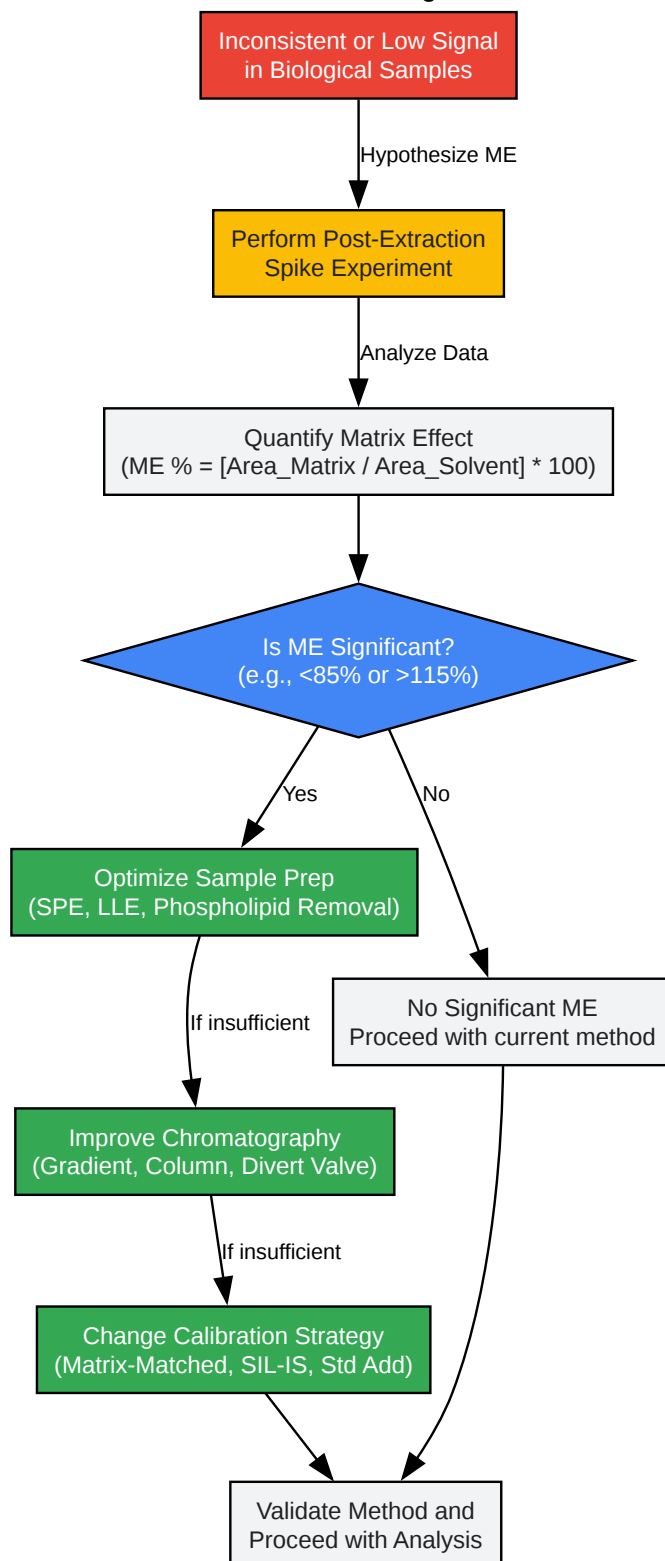 Inconsistent or Low Signal
in Biological Samples
Hypothesize ME
Perform Post-Extraction
Spike Experiment
Analyze Data
Quantify Matrix Effect
(ME % = [Area_Matrix / Area_Solvent] * 100)
Is ME Significant?
(e.g., <85% or >115%)
Yes
No
Optimize Sample Prep
(SPE, LLE, Phospholipid Removal)
No Significant ME
Proceed with current method
If insufficient
Improve Chromatography
(Gradient, Column, Divert Valve)
If insufficient
Change Calibration Strategy
(Matrix-Matched, SIL-IS, Std Add)
Validate Method and
Proceed with Analysis